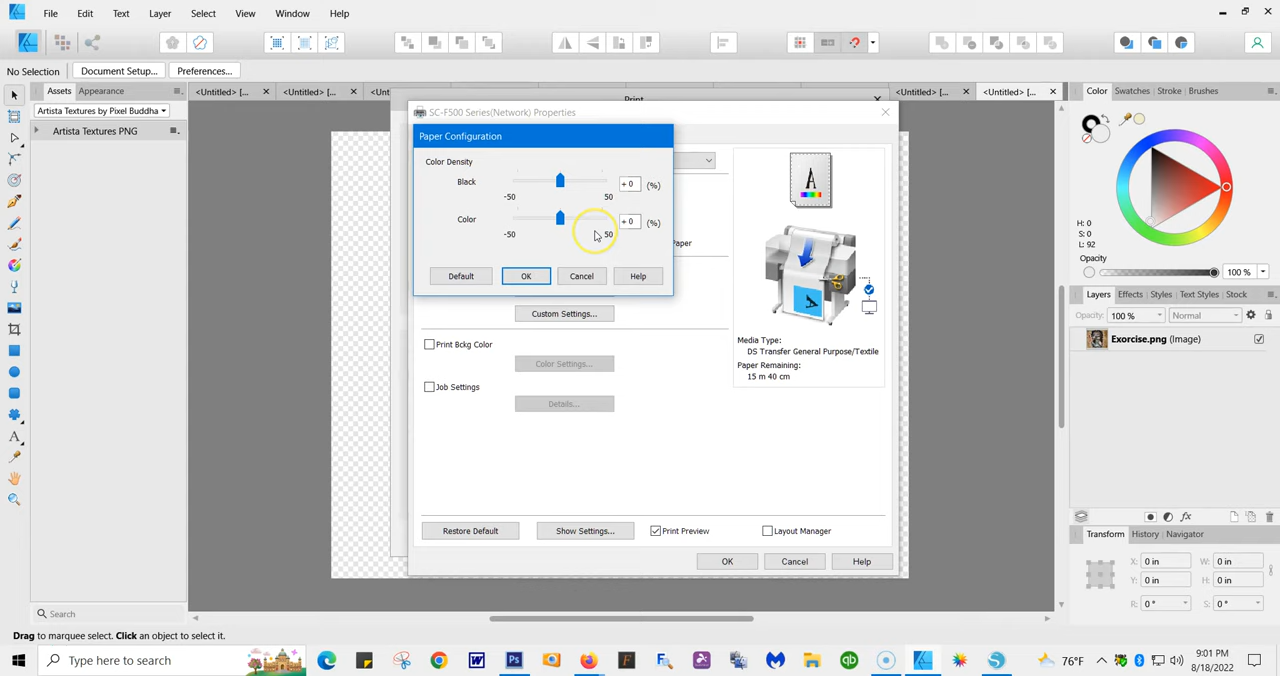 File Edit Text Layer Select View Window Help
No Selection Document Setup... Preferences...
Assets Appearance
<Untitled> [... <Untitled> [... <Unt <Untitled> [... <Untitled> [...
Color Swatches Stroke Brushes
Artista Textures by Pixel Buddha
Artista Textures PNG
Print
SC-F500 Series(Network) Properties
Paper Configuration
Color Density
Black
-50 50
+0 (%)
Color
-50 50
+0 (%)
Default OK Cancel Help
Paper
Custom Settings...
Print Bckg Color
Color Settings...
Job Settings
Details...
A
Media Type:
DS Transfer General Purpose/Textile
Paper Remaining:
15 m 40 cm
Restore Default Show Settings... Print Preview Layout Manager
OK Cancel Help
H: 0
S: 0
L: 92
Opacity
100 %
Layers Effects Styles Text Styles Stock
Opacity: 100 % Normal
Exorcise.png (Image)
Transform History Navigator
X: 0 in W: 0 in
Y: 0 in H: 0 in
R: 0 ° S: 0 °
Search
Drag to marquee select. Click an object to select it.
Type here to search
76°F
9:01 PM
8/18/2022